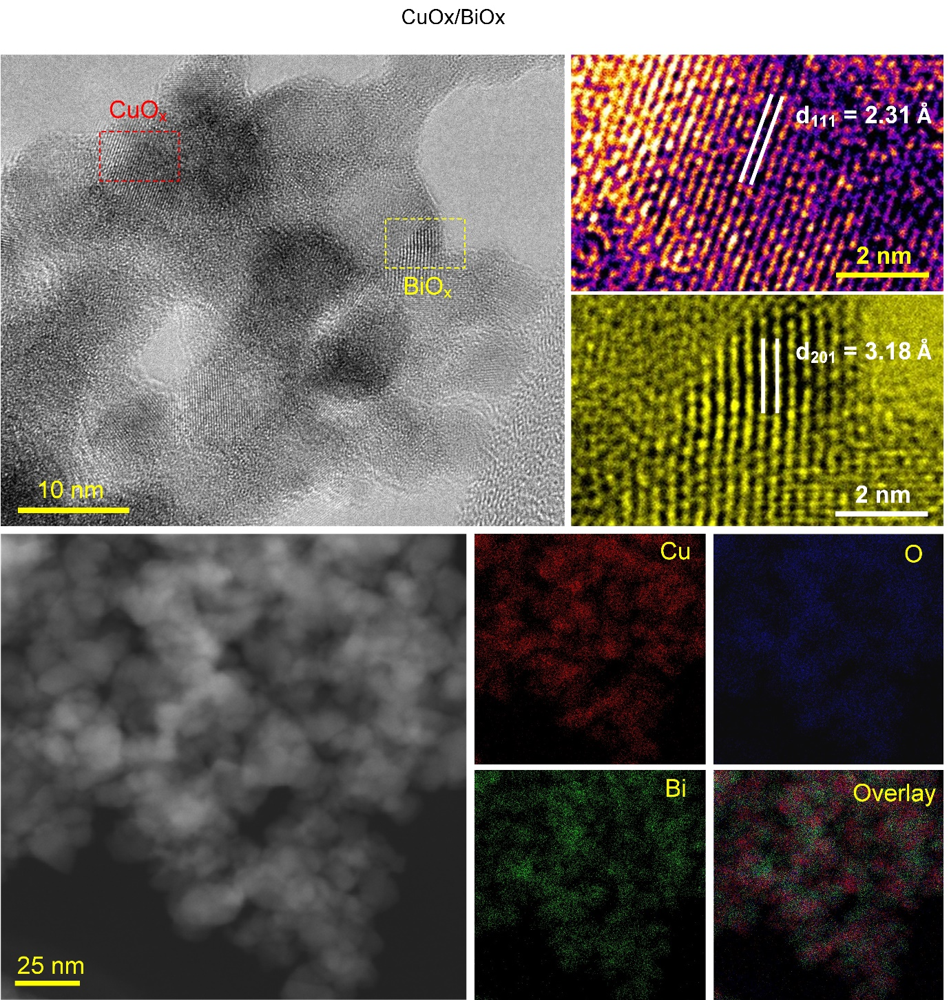 CuOx/BiOx
CuOₓ
BiOₓ
10 nm
d₁₁₁ = 2.31 Å
2 nm
d₂₀₁ = 3.18 Å
2 nm
25 nm
Cu
O
Bi
Overlay